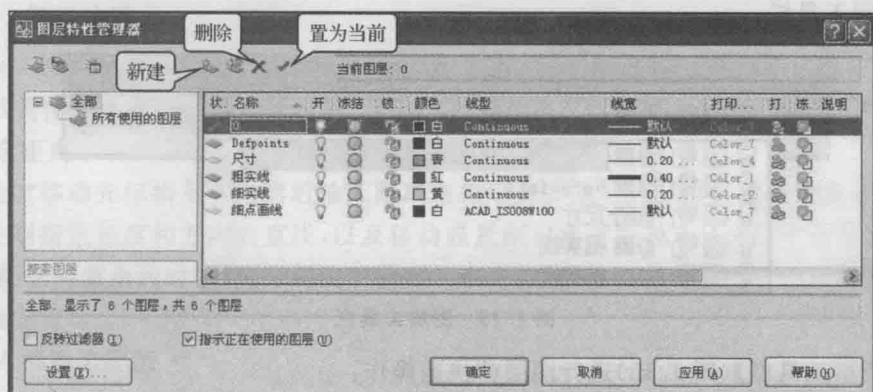 图层特性管理器
删除
置为当前
新建
当前图层: 0
全部
所有使用的图层
状. 名称 开 冻结 锁.. 颜色 线型 线宽 打印... 打. 冻. 说明
0 白 Continuous —— 默认 Color_7
Defpoints 白 Continuous —— 默认 Color_7
尺寸 青 Continuous —— 0.20 ... Color_4
粗实线 红 Continuous —— 0.40 ... Color_1
细实线 黄 Continuous —— 0.20 ... Color_2
细点画线 白 ACAD_ISO08W100 —— 默认 Color_7
搜索图层
全部: 显示了 6 个图层，共 6 个图层
反转过滤器(I)
指示正在使用的图层(U)
设置(E)...
确定
取消
应用(A)
帮助(H)